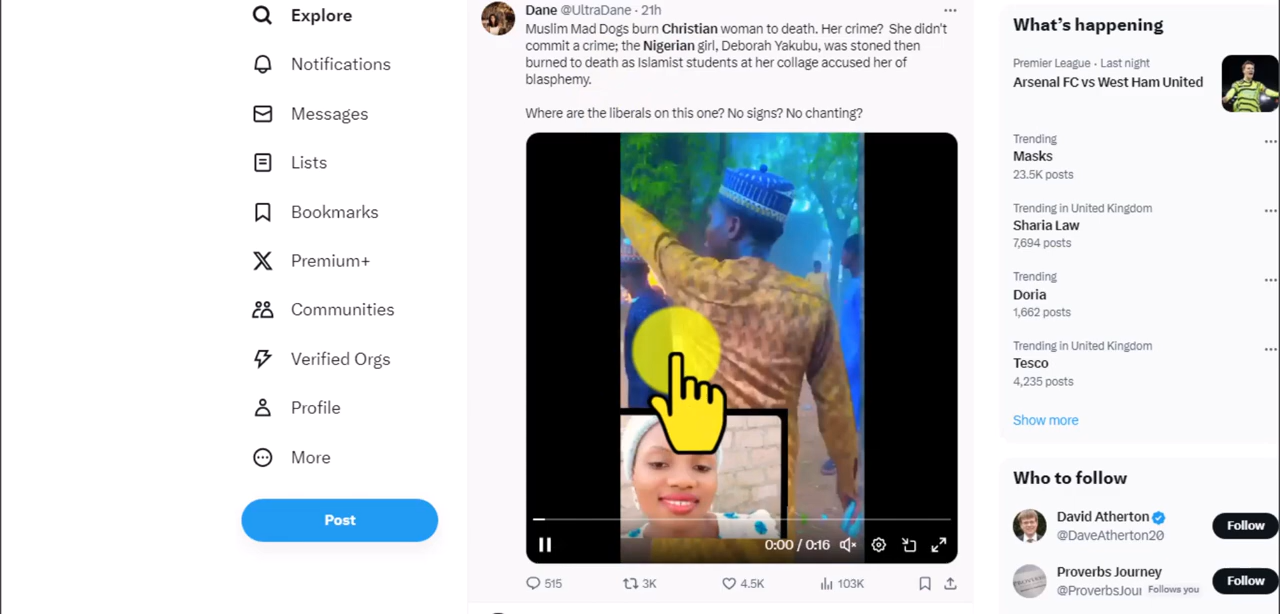 Explore
Notifications
Messages
Lists
Bookmarks
Premium+
Communities
Verified Orgs
Profile
More
Post
Dane @UltraDane · 21h
Muslim Mad Dogs burn Christian woman to death. Her crime? She didn't
commit a crime; the Nigerian girl, Deborah Yakubu, was stoned then
burned to death as Islamist students at her collage accused her of
blasphemy.
Where are the liberals on this one? No signs? No chanting?
0:00 / 0:16
515
3K
4.5K
103K
What's happening
Premier League · Last night
Arsenal FC vs West Ham United
Trending
Masks
23.5K posts
Trending in United Kingdom
Sharia Law
7,694 posts
Trending
Doria
1,662 posts
Trending in United Kingdom
Tesco
4,235 posts
Show more
Who to follow
David Atherton
@DaveAtherton20
Follow
Proverbs Journey
@ProverbsJour Follows you
Follow